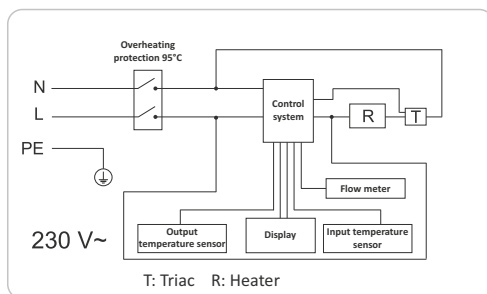 Overheating
protection 95°C
N
L
PE
Control
system
R
T
Flow meter
Output
temperature sensor
Display
Input temperature
sensor
230 V~
T: Triac R: Heater